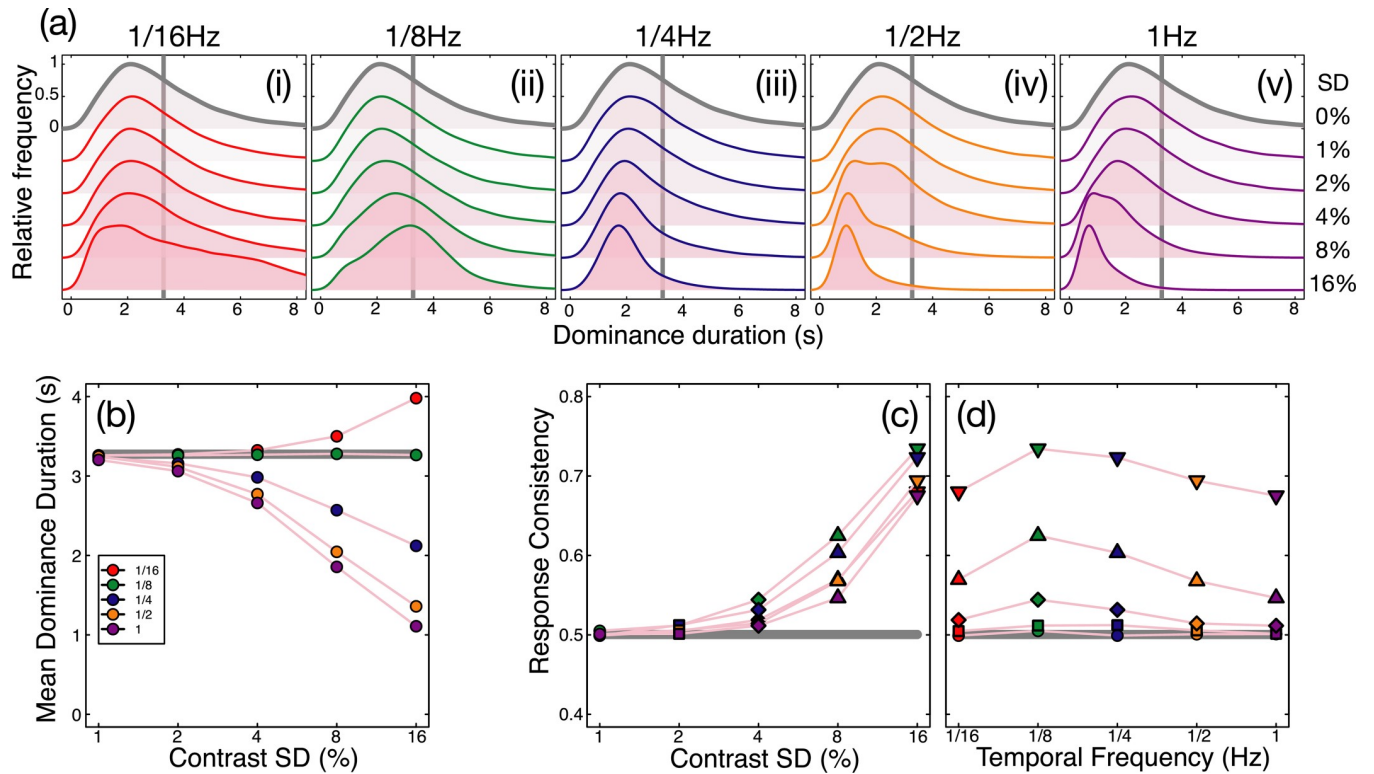 (a)
1/16Hz 1/8Hz 1/4Hz 1/2Hz 1Hz
(i) (ii) (iii) (iv) (v)
SD
0%
1%
2%
4%
8%
16%
Relative frequency
1
0.5
0
0 2 4 6 8
0 2 4 6 8
0 2 4 6 8
0 2 4 6 8
0 2 4 6 8
Dominance duration (s)
(b)
Mean Dominance Duration (s)
4
3
2
1
0
1/16
1/8
1/4
1/2
1
1 2 4 8 16
Contrast SD (%)
(c)
Response Consistency
0.8
0.7
0.6
0.5
0.4
1 2 4 8 16
Contrast SD (%)
(d)
1/16 1/8 1/4 1/2 1
Temporal Frequency (Hz)